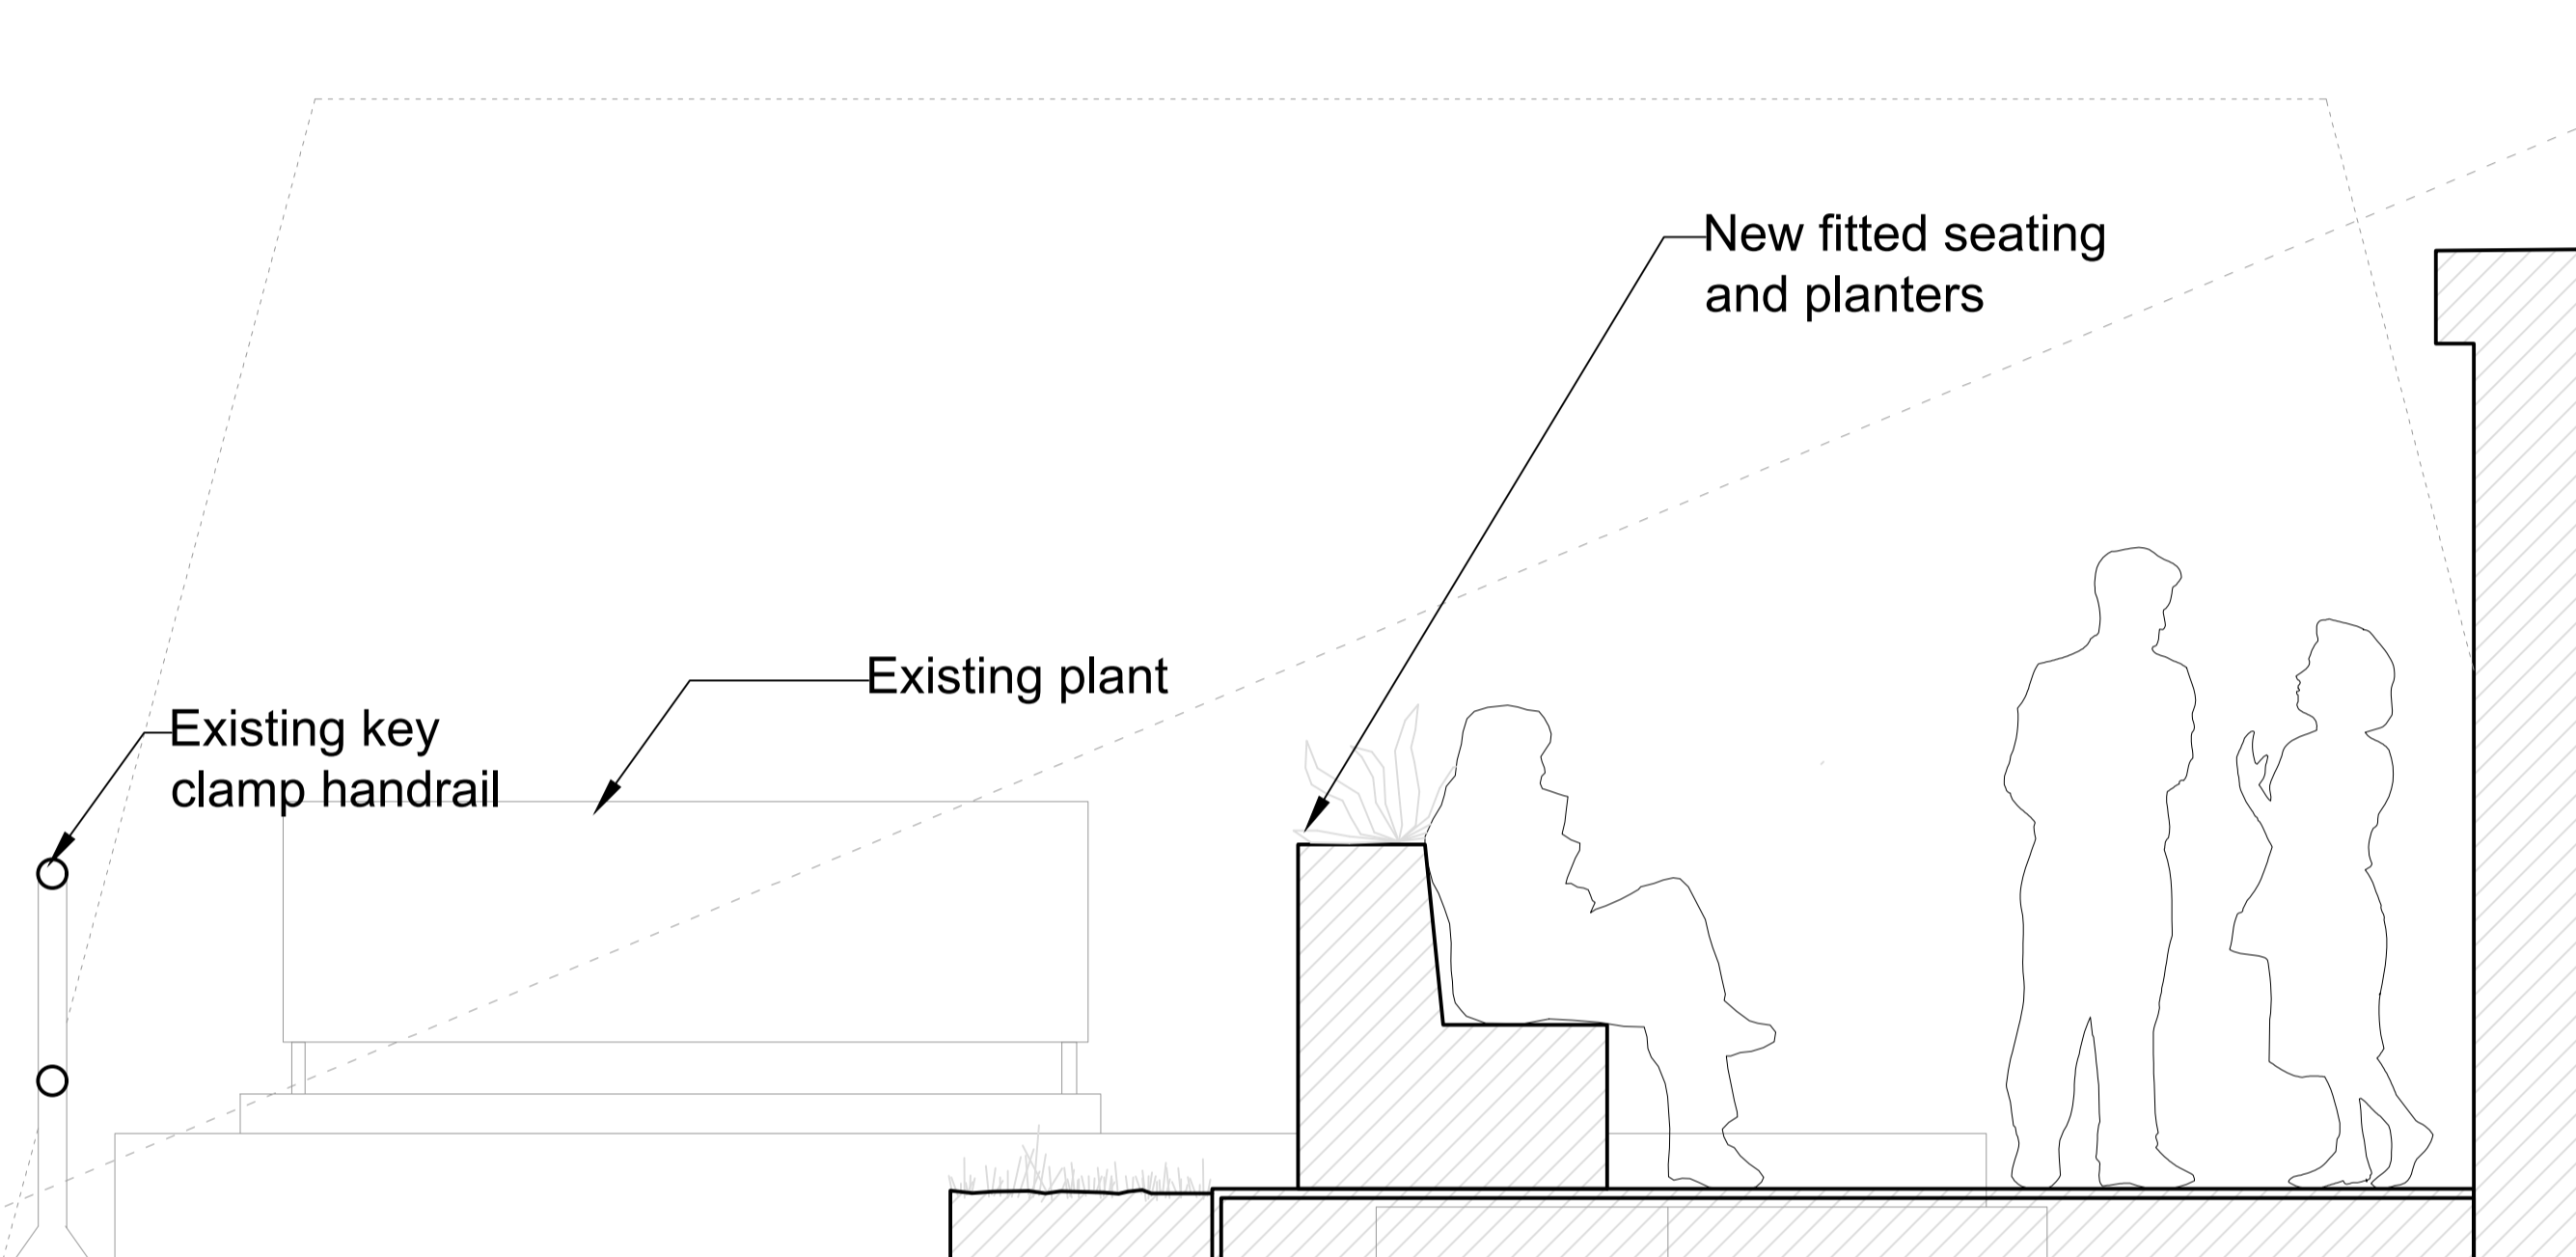 New fitted seating
and planters
Existing plant
Existing key
clamp handrail